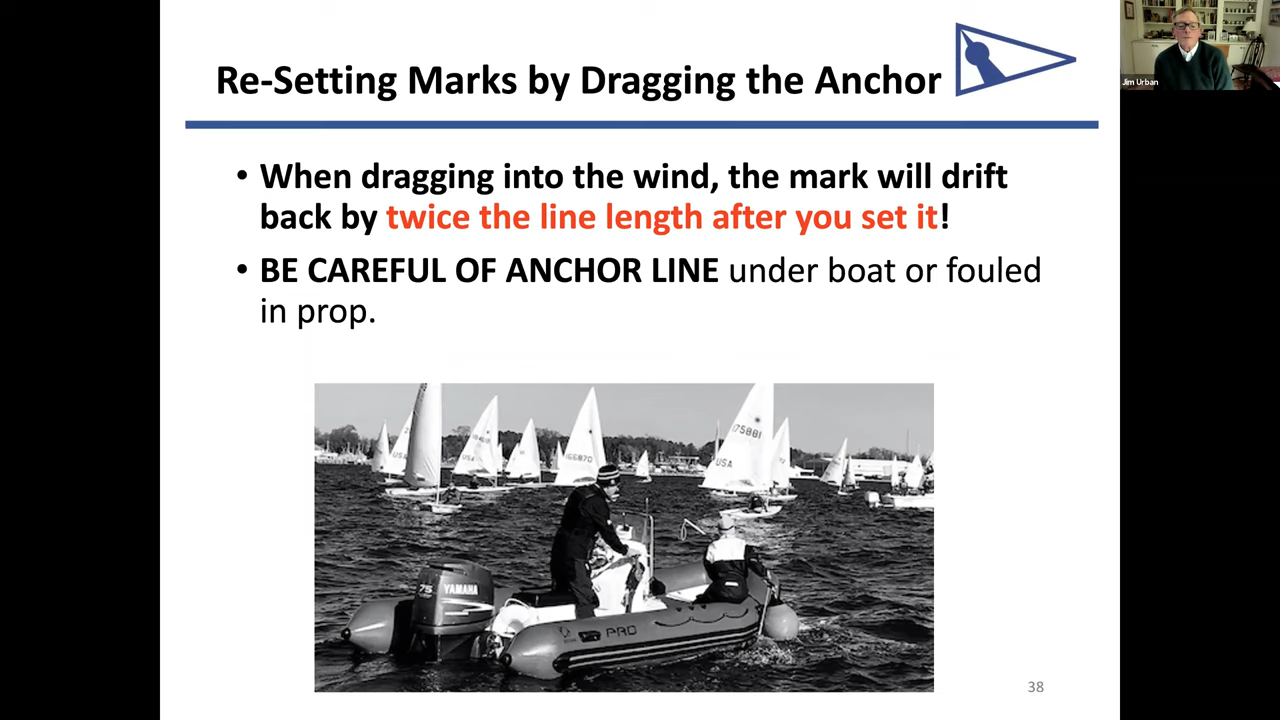 Re-Setting Marks by Dragging the Anchor
Jim Urban
• When dragging into the wind, the mark will drift
back by twice the line length after you set it!
• BE CAREFUL OF ANCHOR LINE under boat or fouled
in prop.
175881
USA
166870
USA
USA
75
YAMAHA
PRO
38